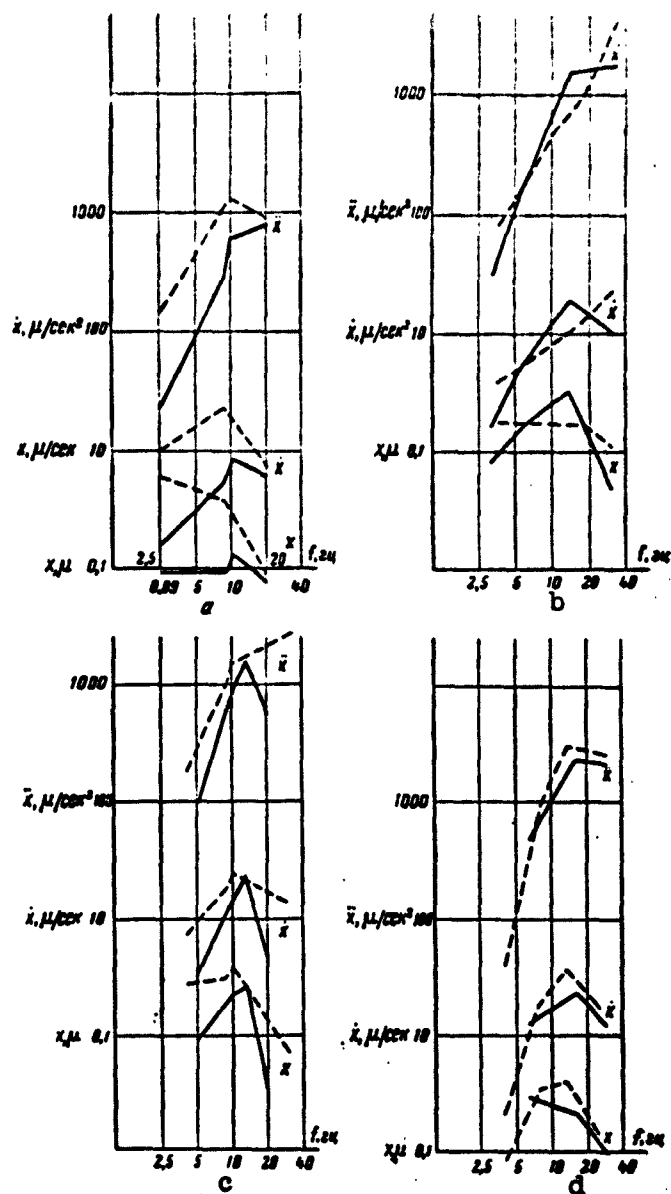 1000
ẍ
ẋ, μ/сек² 100
x, μ/сек 10
ẋ
x
x, μ 0,1
2,5
20
f, гц
0,09 5 10 40
a
1000
x
ẍ, μ/сек² 100
ẋ, μ/сек² 10
ẋ
x, μ 0,1
x
f, гц
2,5 5 10 20 40
b
ẍ
1000
ẍ, μ/сек² 100
ẋ, μ/сек 10
x
x, μ 0,1
x
f, гц
2,5 5 10 20 40
c
ẍ
1000
ẍ, μ/сек² 100
ẋ
ẋ, μ/сек 10
x
x, μ 0,1
f, гц
2,5 5 10 20 40
d